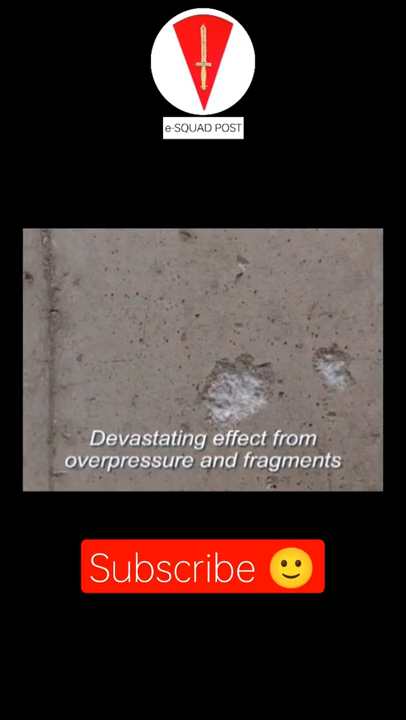 e-SQUAD POST
Devastating effect from
overpressure and fragments
Subscribe 🙂